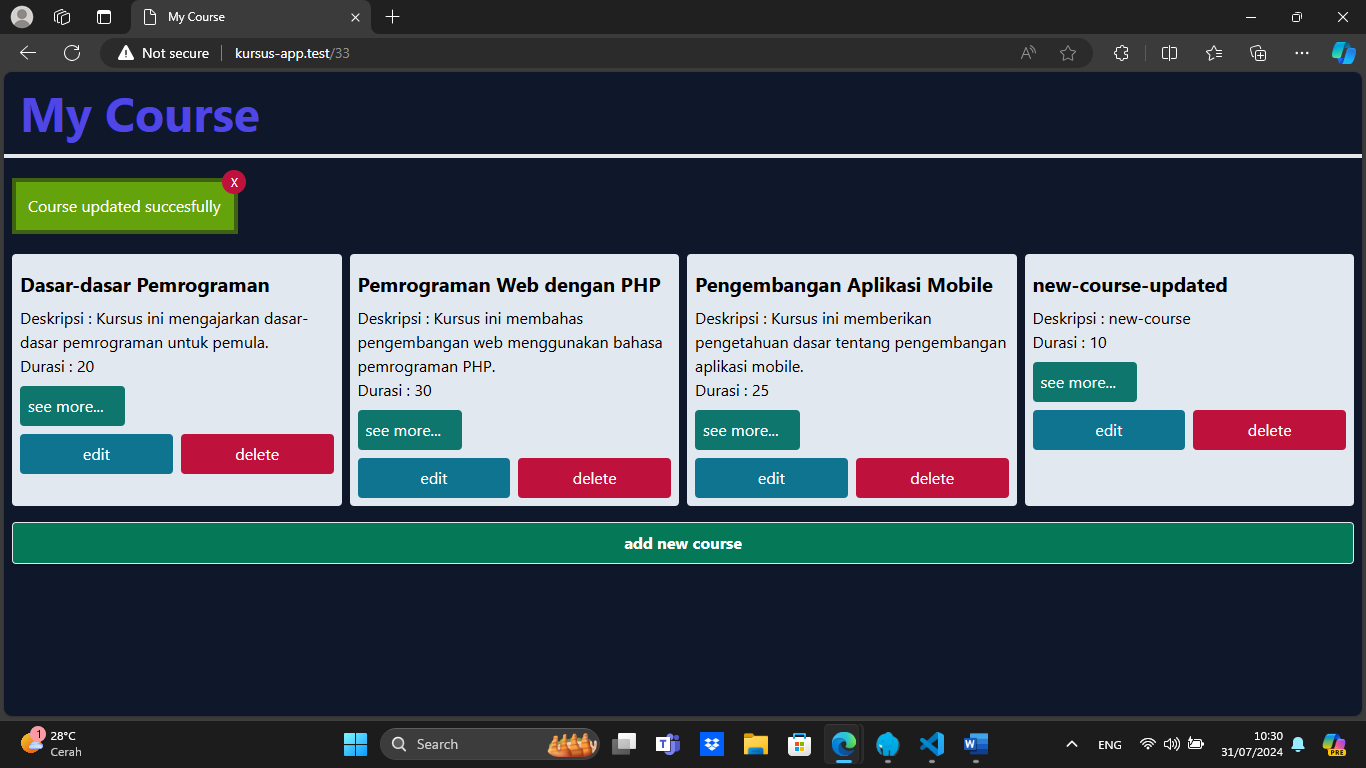 My Course
Not secure
kursus-app.test/33
My Course
X
Course updated succesfully
Dasar-dasar Pemrograman
Deskripsi : Kursus ini mengajarkan dasar-
dasar pemrograman untuk pemula.
Durasi : 20
see more...
edit
delete
Pemrograman Web dengan PHP
Deskripsi : Kursus ini membahas
pengembangan web menggunakan bahasa
pemrograman PHP.
Durasi : 30
see more...
edit
delete
Pengembangan Aplikasi Mobile
Deskripsi : Kursus ini memberikan
pengetahuan dasar tentang pengembangan
aplikasi mobile.
Durasi : 25
see more...
edit
delete
new-course-updated
Deskripsi : new-course
Durasi : 10
see more...
edit
delete
add new course
1
28°C
Cerah
Search
ENG
10:30
31/07/2024
PRE